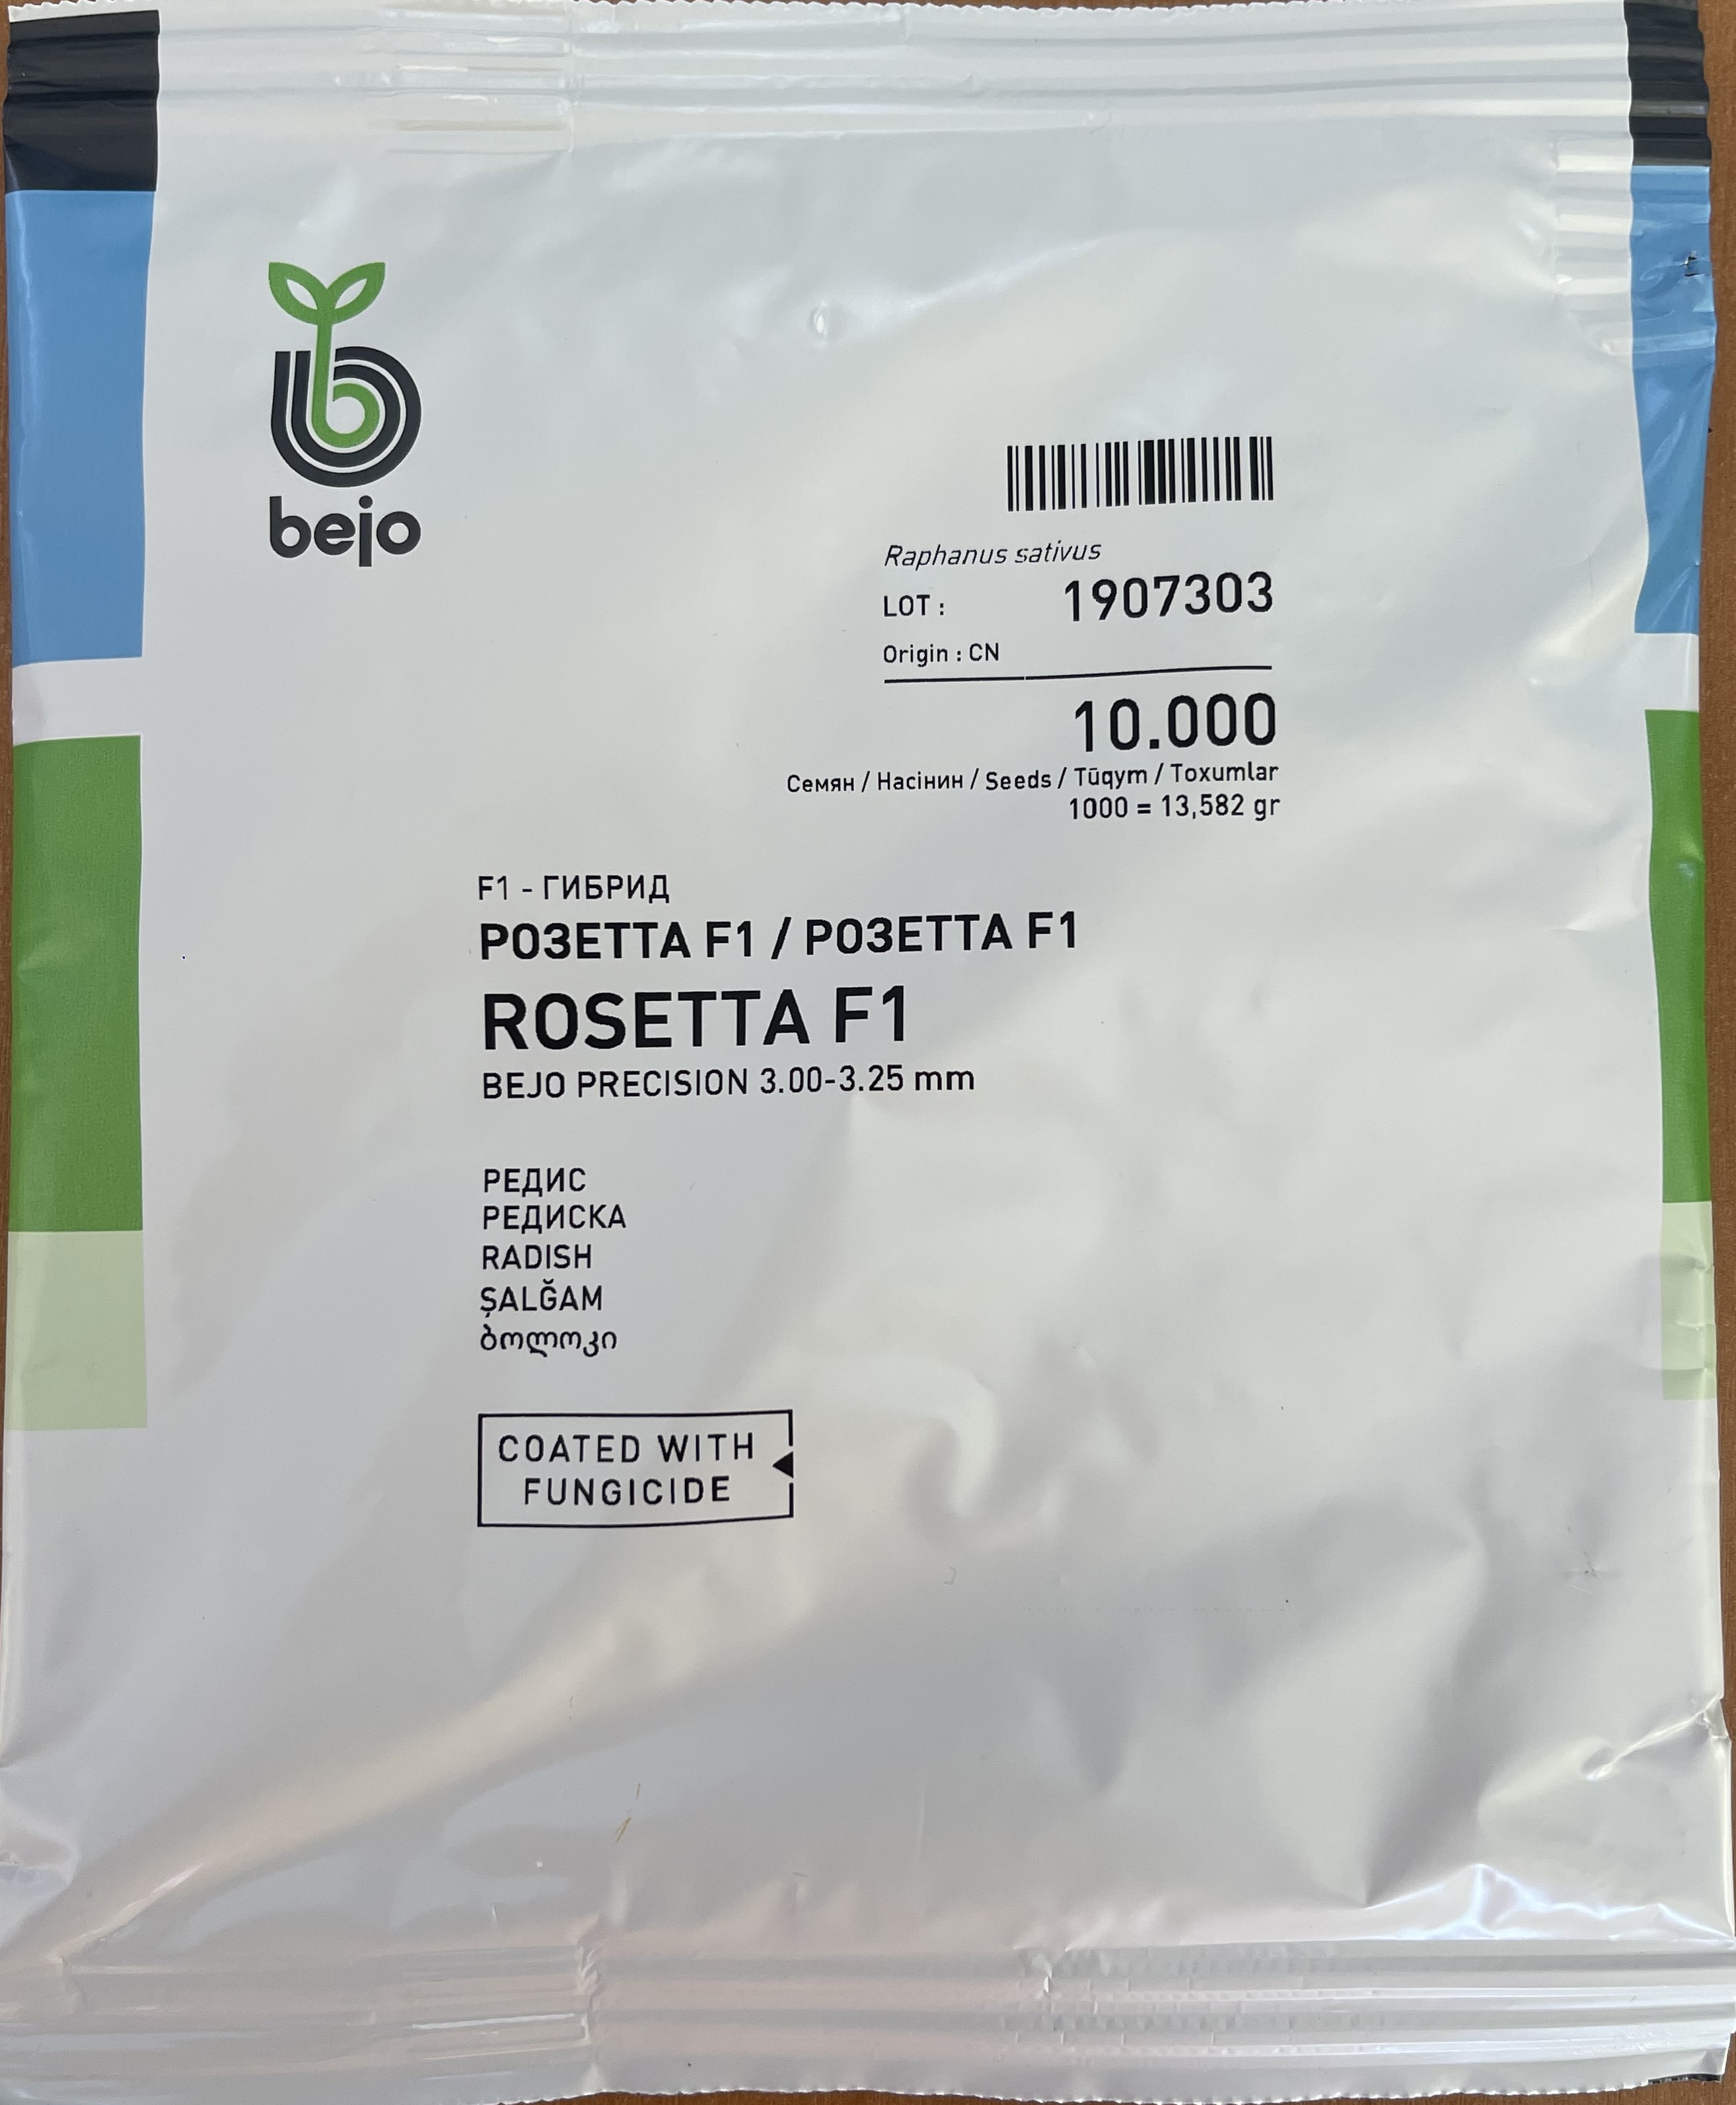 bejo
Raphanus sativus
LOT : 1907303
Origin : CN
10.000
Семян / Насiнин / Seeds / Tūqym / Toxumlar
1000 = 13,582 gr
F1 - ГИБРИД
РОЗЕТТА F1 / РОЗЕТТА F1
ROSETTA F1
BEJO PRECISION 3.00-3.25 mm
РЕДИС
РЕДИСКА
RADISH
ŞALĞAM
ბოლოკი
COATED WITH
FUNGICIDE